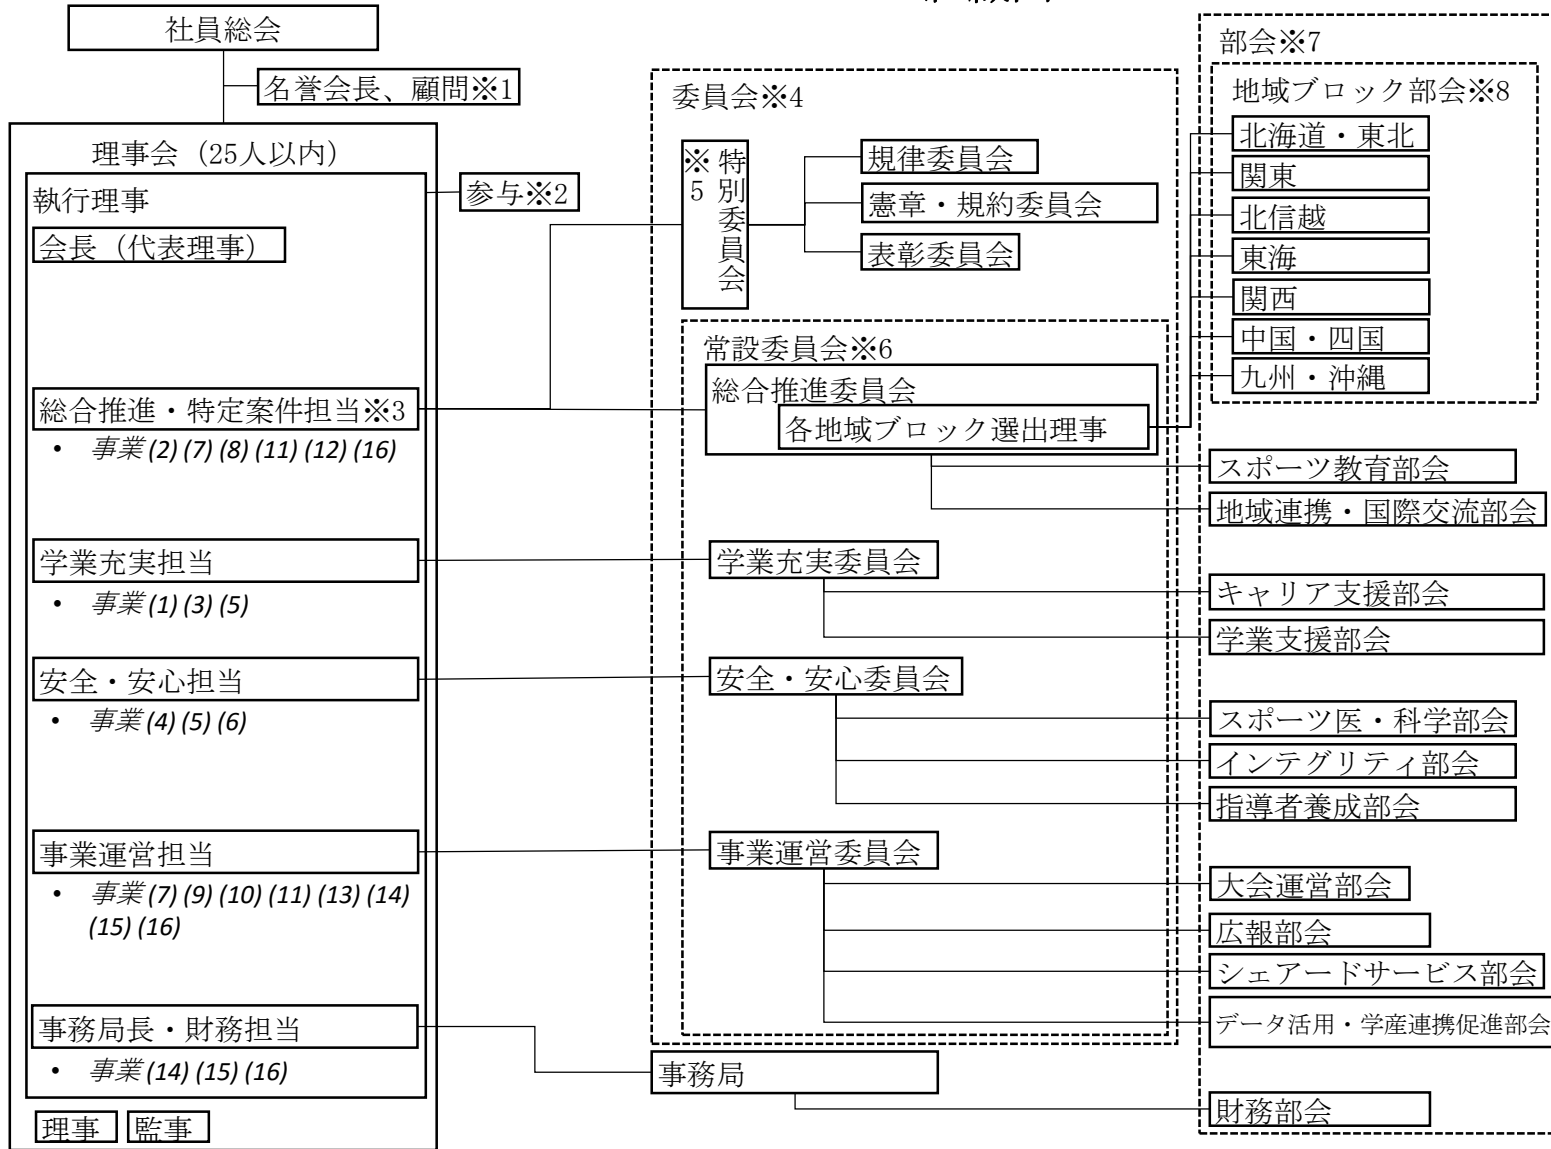 社員総会
名誉会長、顧問※1
理事会（25人以内）
執行理事
会長（代表理事）
参与※2
総合推進・特定案件担当※3
• 事業(2) (7) (8) (11) (12) (16)
学業充実担当
• 事業(1) (3) (5)
安全・安心担当
• 事業(4) (5) (6)
事業運営担当
• 事業(7) (9) (10) (11) (13) (14)
(15) (16)
事務局長・財務担当
• 事業(14) (15) (16)
理事
監事
委員会※4
特別委員会
※5
規律委員会
憲章・規約委員会
表彰委員会
常設委員会※6
総合推進委員会
各地域ブロック選出理事
学業充実委員会
安全・安心委員会
事業運営委員会
事務局
部会※7
地域ブロック部会※8
北海道・東北
関東
北信越
東海
関西
中国・四国
九州・沖縄
スポーツ教育部会
地域連携・国際交流部会
キャリア支援部会
学業支援部会
スポーツ医・科学部会
インテグリティ部会
指導者養成部会
大会運営部会
広報部会
シェアードサービス部会
データ活用・学産連携促進部会
財務部会